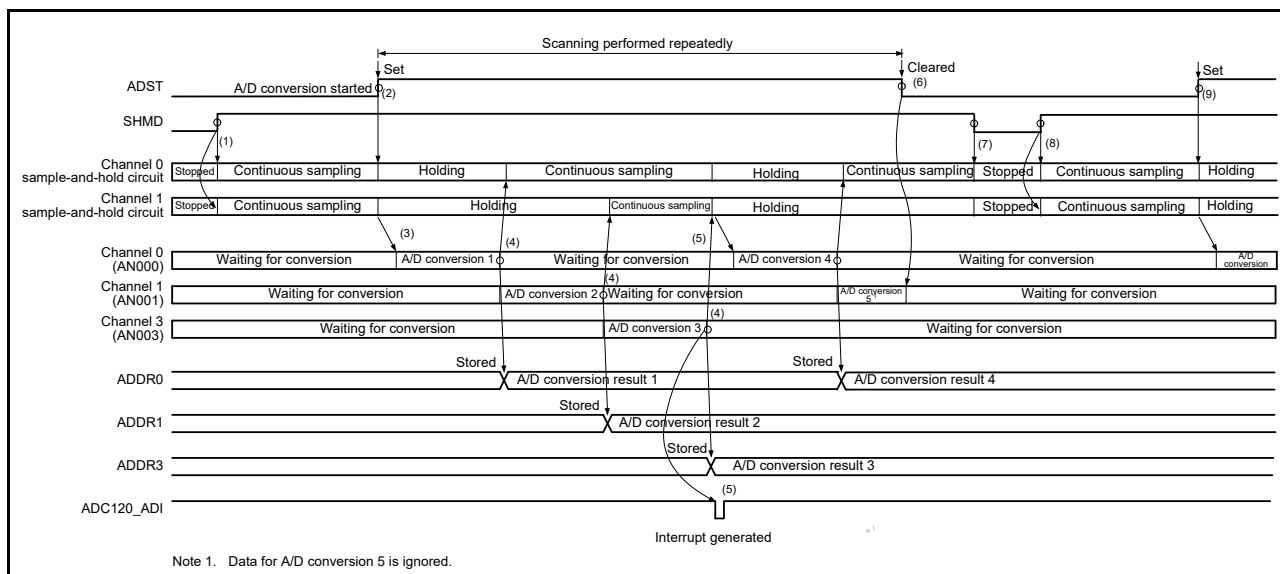 Scanning performed repeatedly
Set Cleared Set
ADST A/D conversion started (2) (6) (9)
SHMD (1) (7) (8)
Channel 0
sample-and-hold circuit
Stopped Continuous sampling Holding Continuous sampling Holding Continuous sampling Stopped Continuous sampling Holding
Channel 1
sample-and-hold circuit
Stopped Continuous sampling Holding Continuous sampling Holding Stopped Continuous sampling Holding
(3) (4) (5)
Channel 0
(AN000)
Waiting for conversion A/D conversion 1 Waiting for conversion A/D conversion 4 Waiting for conversion A/D conversion
(4)
Channel 1
(AN001)
Waiting for conversion A/D conversion 2 Waiting for conversion A/D conversion 5 Waiting for conversion
(4)
Channel 3
(AN003)
Waiting for conversion A/D conversion 3 Waiting for conversion
Stored
ADDR0 A/D conversion result 1 A/D conversion result 4
Stored
ADDR1 A/D conversion result 2
Stored
ADDR3 A/D conversion result 3
(5)
ADC120_ADI
Interrupt generated *1
Note 1. Data for A/D conversion 5 is ignored.